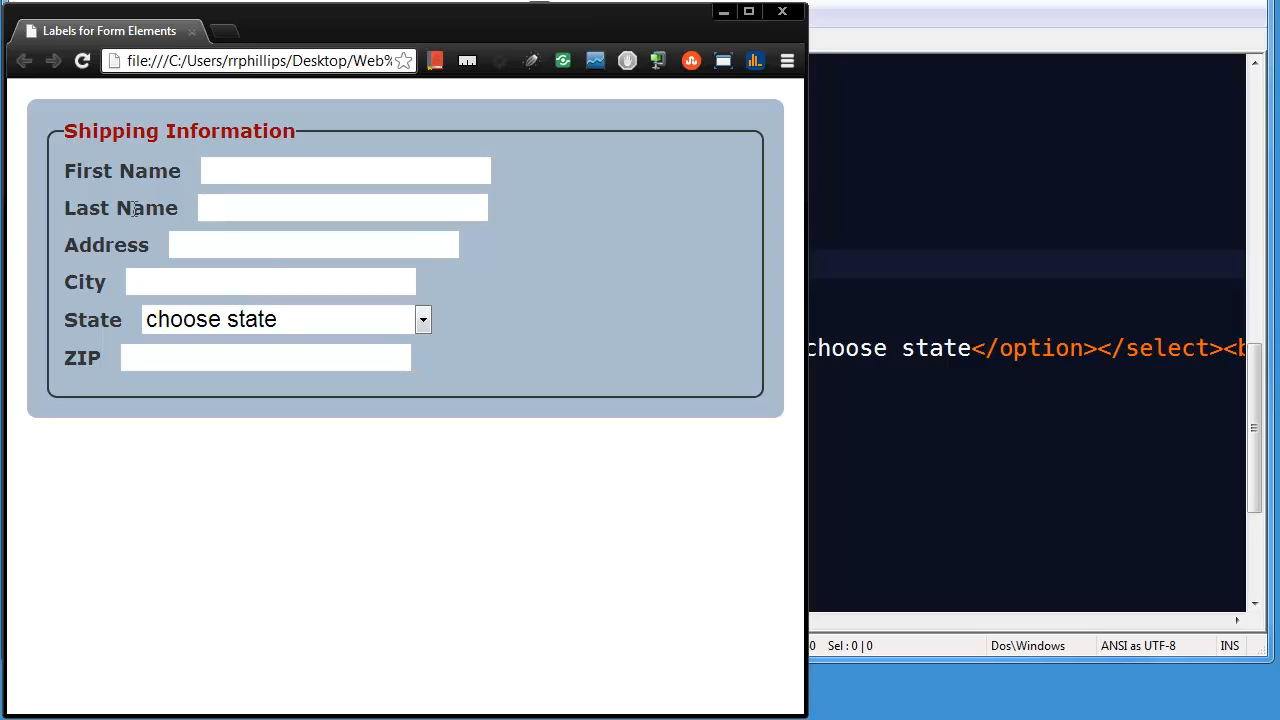 Labels for Form Elements
file:///C:/Users/rrphillips/Desktop/Web%
Shipping Information
First Name
Last Name
Address
City
State choose state
ZIP
choose state</option></select><b
0 Sel : 0 | 0 Dos\Windows ANSI as UTF-8 INS